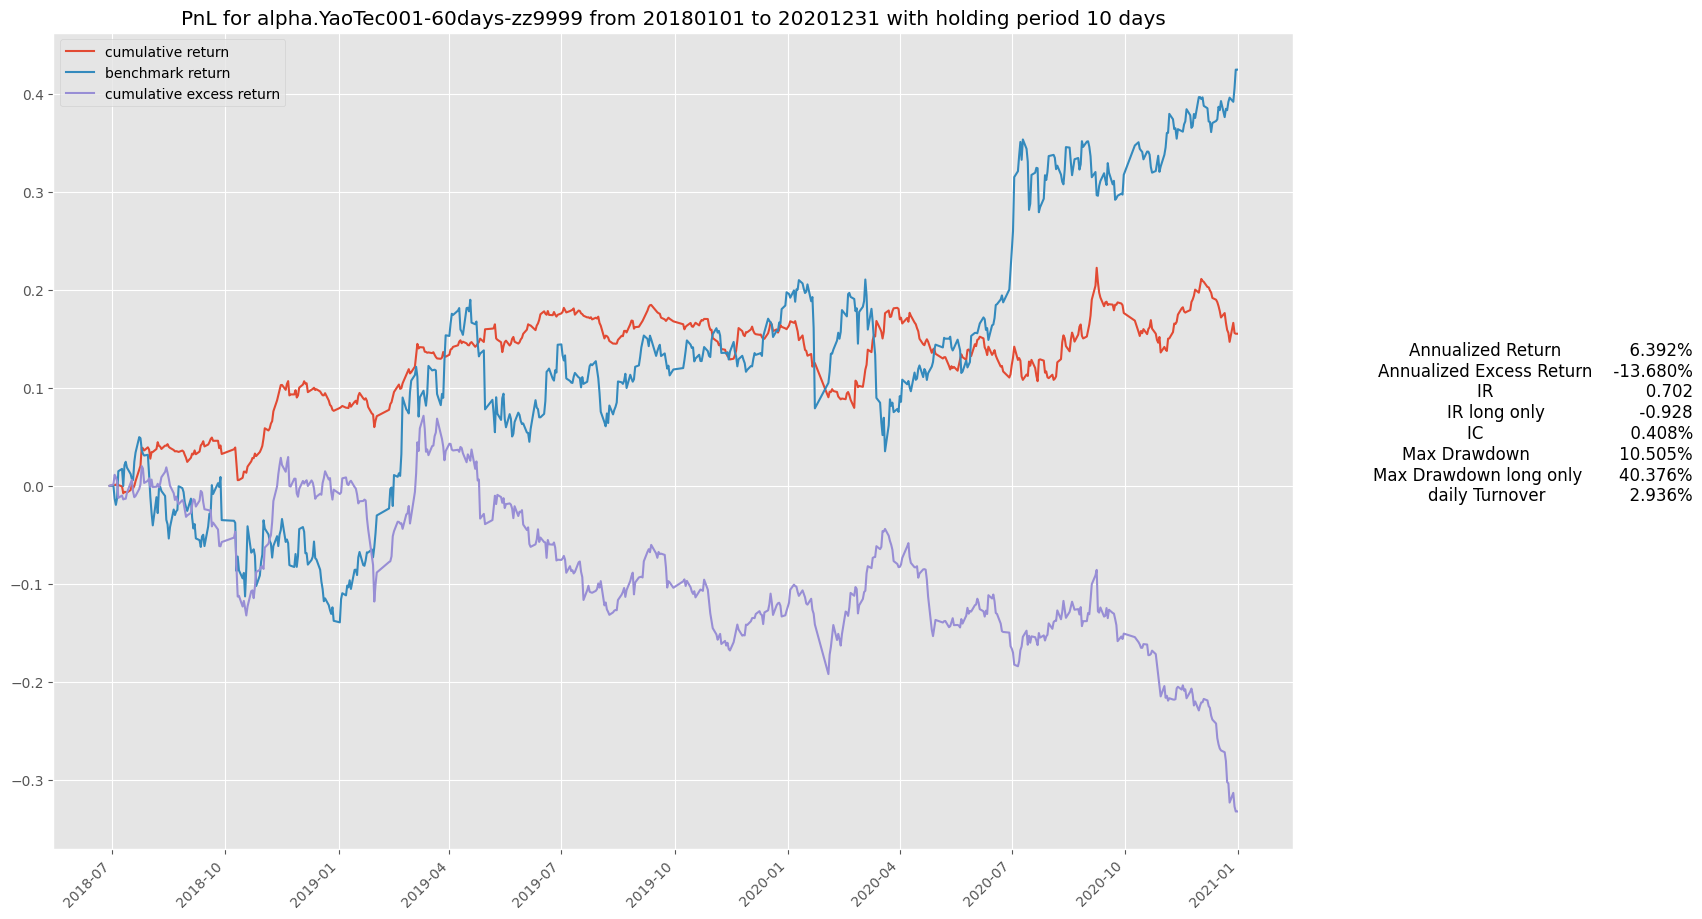 PnL for alpha.YaoTec001-60days-zz9999 from 20180101 to 20201231 with holding period 10 days
cumulative return
benchmark return
cumulative excess return
0.4
0.3
0.2
0.1
0.0
−0.1
−0.2
−0.3
2018-07
2018-10
2019-01
2019-04
2019-07
2019-10
2020-01
2020-04
2020-07
2020-10
2021-01
Annualized Return 6.392%
Annualized Excess Return -13.680%
IR 0.702
IR long only -0.928
IC 0.408%
Max Drawdown 10.505%
Max Drawdown long only 40.376%
daily Turnover 2.936%